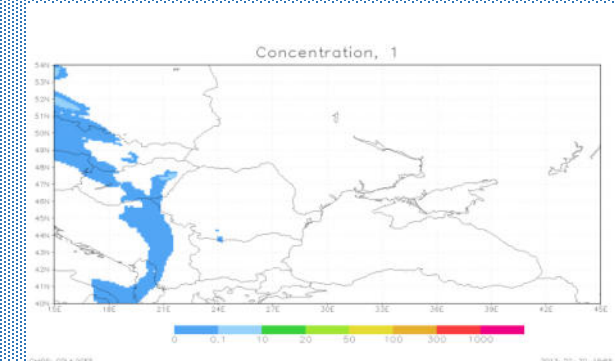 Concentration, 1
54N
53N
52N
51N
50N
49N
48N
47N
46N
45N
44N
43N
42N
41N
40N
15E 18E 21E 24E 27E 30E 33E 36E 39E 42E 45E
0 0.1 10 20 50 100 300 1000